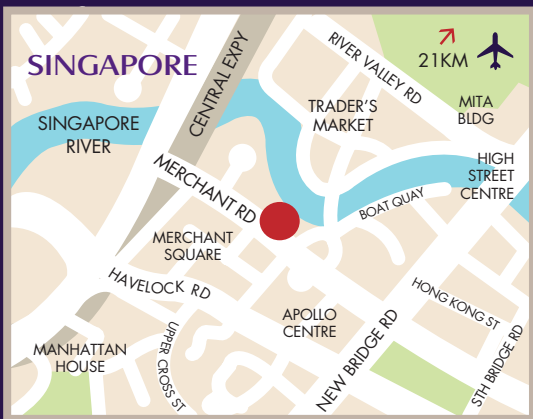 SINGAPORE
CENTRAL EXPY
RIVER VALLEY RD
21KM
TRADER'S
MARKET
MITA
BLDG
SINGAPORE
RIVER
HIGH
STREET
CENTRE
MERCHANT RD
BOAT QUAY
MERCHANT
SQUARE
HAVELOCK RD
HONG KONG ST
APOLLO
CENTRE
NEW BRIDGE RD
STH BRIDGE RD
UPPER CROSS ST
MANHATTAN
HOUSE